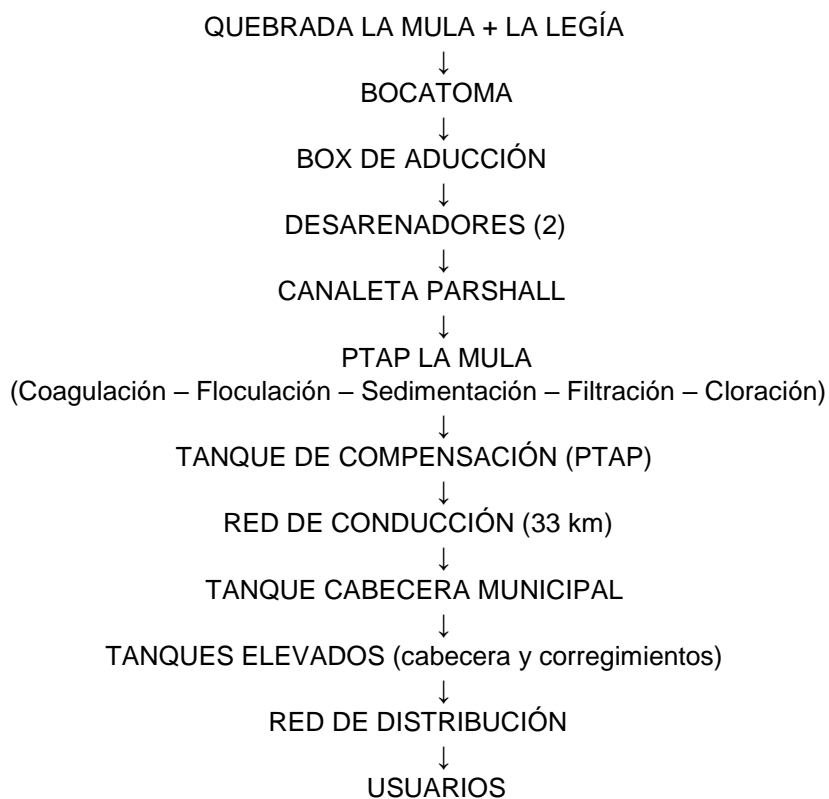 QUEBRADA LA MULA + LA LEGÍA
↓
BOCATOMA
↓
BOX DE ADUCCIÓN
↓
DESARENADORES (2)
↓
CANALETA PARSHALL
↓
PTAP LA MULA
(Coagulación – Floculación – Sedimentación – Filtración – Cloración)
↓
TANQUE DE COMPENSACIÓN (PTAP)
↓
RED DE CONDUCCIÓN (33 km)
↓
TANQUE CABECERA MUNICIPAL
↓
TANQUES ELEVADOS (cabecera y corregimientos)
↓
RED DE DISTRIBUCIÓN
↓
USUARIOS